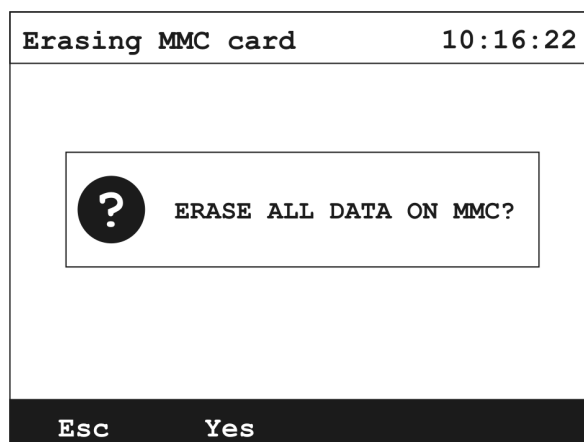 Erasing MMC card 10:16:22
? ERASE ALL DATA ON MMC?
Esc Yes